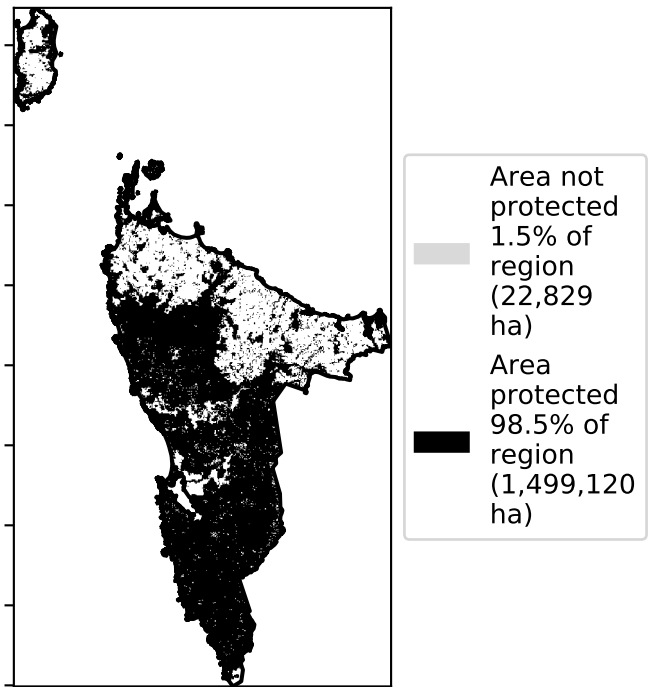 Area not
protected
1.5% of
region
(22,829
ha)
Area
protected
98.5% of
region
(1,499,120
ha)